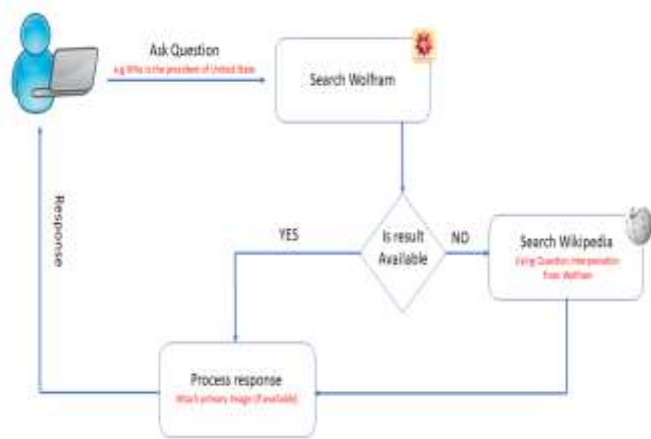 Ask Question
e.g Who is the president of United State
Search Wolfram
Response
YES
Is result
Available
NO
Search Wikipedia
Using Question Interpretation
from Wolfram
Process response
Attach primary image (if available)